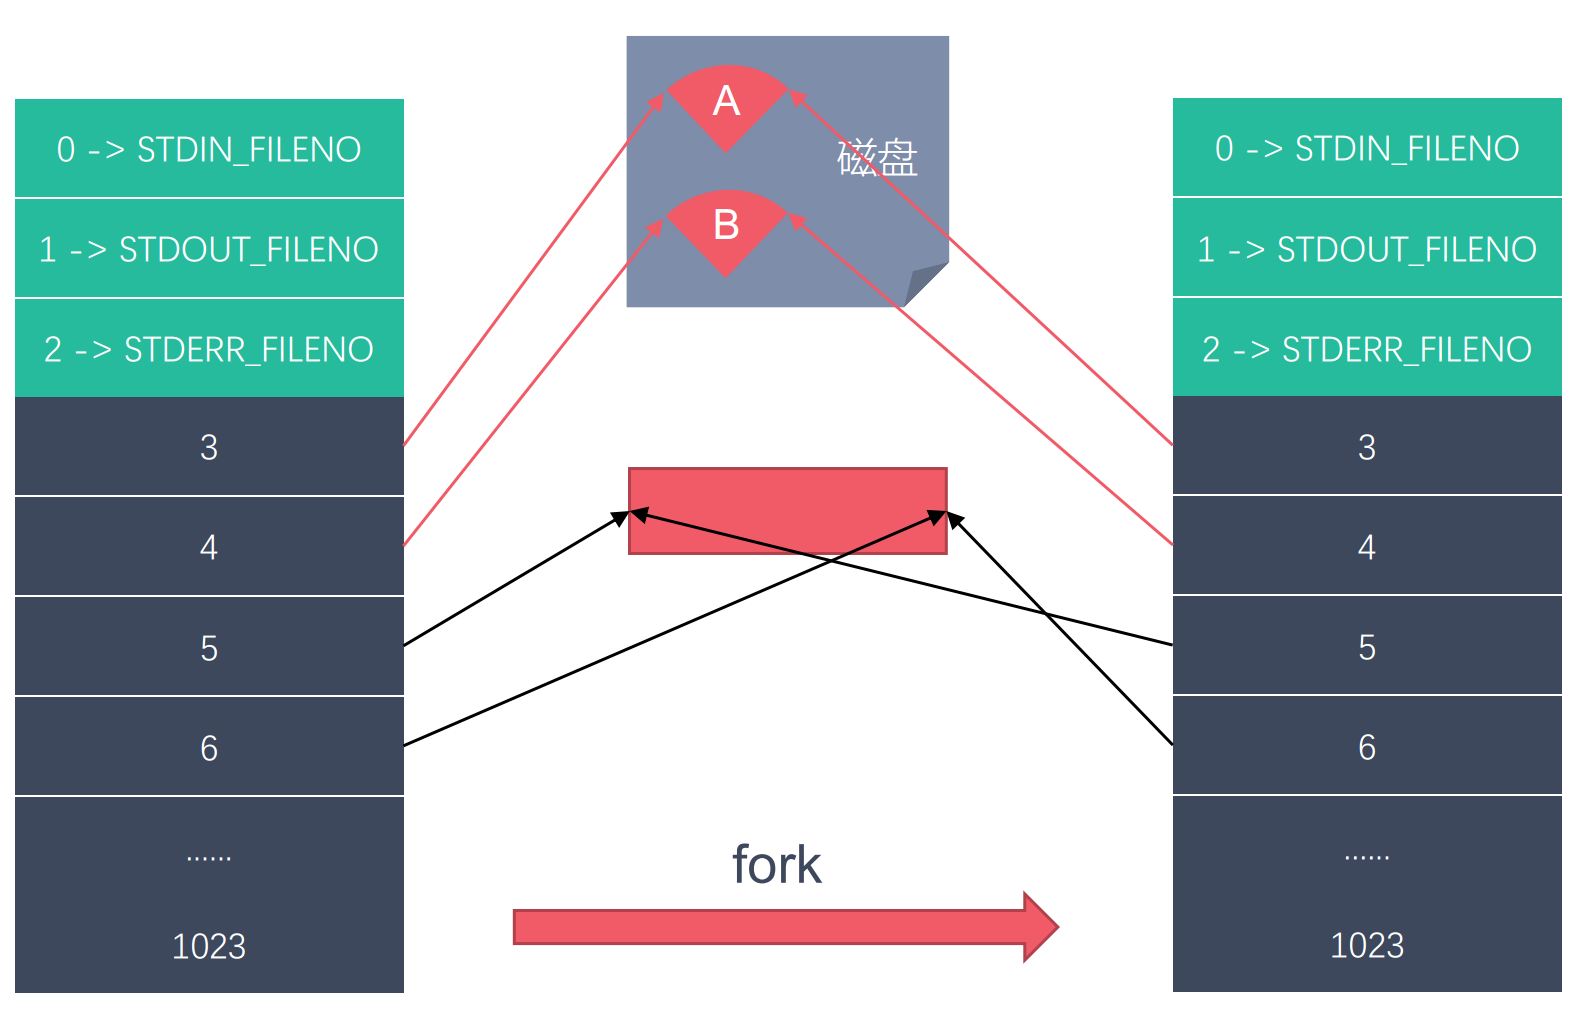 0 -> STDIN_FILENO
1 -> STDOUT_FILENO
2 -> STDERR_FILENO
3
4
5
6
......
1023
A
B
磁盘
fork
0 -> STDIN_FILENO
1 -> STDOUT_FILENO
2 -> STDERR_FILENO
3
4
5
6
......
1023